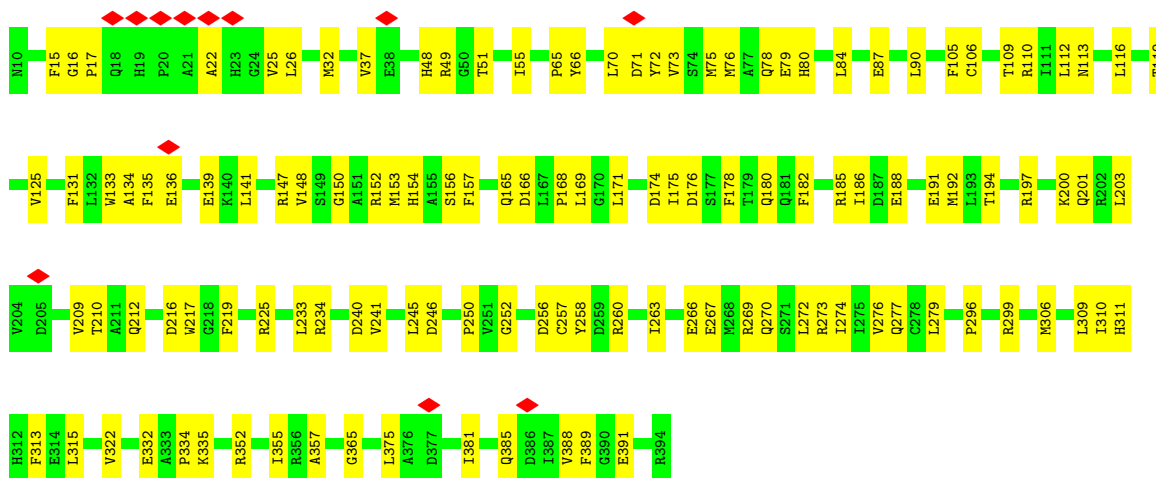 N10 F15 G16 P17 Q18 H19 P20 A21 A22 H23 G24 V25 L26 M32 V37 E38 H48 R49 G50 T51 I55 P65 Y66 L70 D71 Y72 V73 S74 M75 M76 A77 Q78 E79 H80 L84 E87 L90 F105 C106 T109 R110 I111 L112 N113 L116
V125 F131 L132 W133 A134 F135 E136 E139 K140 L141 R147 V148 S149 G150 A151 R152 M153 H154 A155 S156 F157 Q165 D166 L167 P168 L169 G170 L171 D174 I175 D176 S177 F178 T179 Q180 Q181 F182 R185 I186 D187 E188 E191 M192 L193 T194 R197 K200 Q201 R202 L203
V204 D205 V209 T210 A211 Q212 D216 W217 G218 F219 R225 L233 R234 D240 V241 L245 D246 P250 V251 G252 D256 C257 Y258 D259 R260 I263 E266 E267 M268 R269 Q270 S271 L272 R273 I274 I275 V276 Q277 C278 L279 P296 R299 M306 L309 I310 H311
H312 F313 E314 L315 V322 E332 A333 P334 K335 R352 I355 R356 A357 G365 L375 A376 D377 I381 Q385 D386 I387 V388 F389 G390 E391 R394